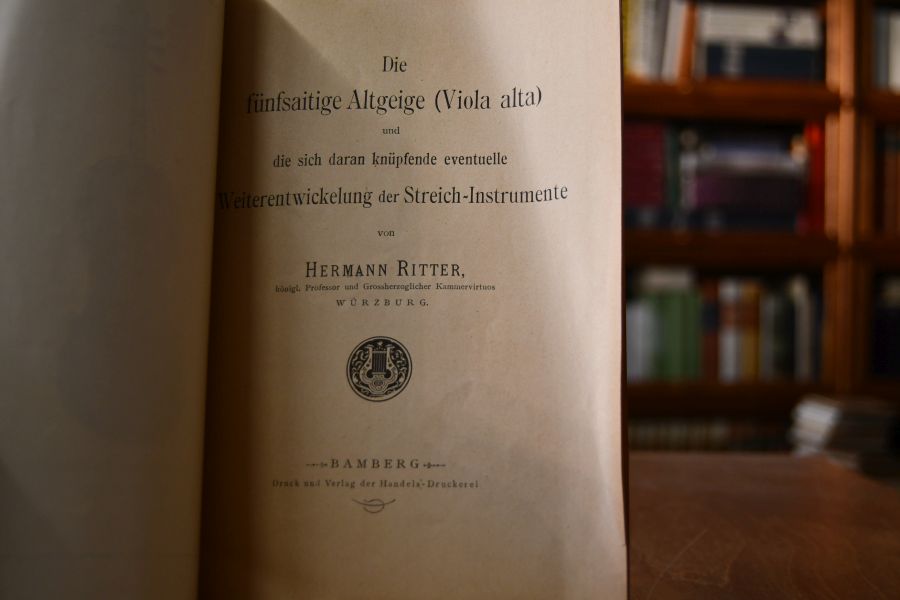 Die
fünfsaitige Altgeige (Viola alta)
und
die sich daran knüpfende eventuelle
Weiterentwickelung der Streich-Instrumente
von
HERMANN RITTER,
königl. Professor und Grossherzoglicher Kammervirtuos
WÜRZBURG.
BAMBERG
Druck und Verlag der Handels-Druckerei